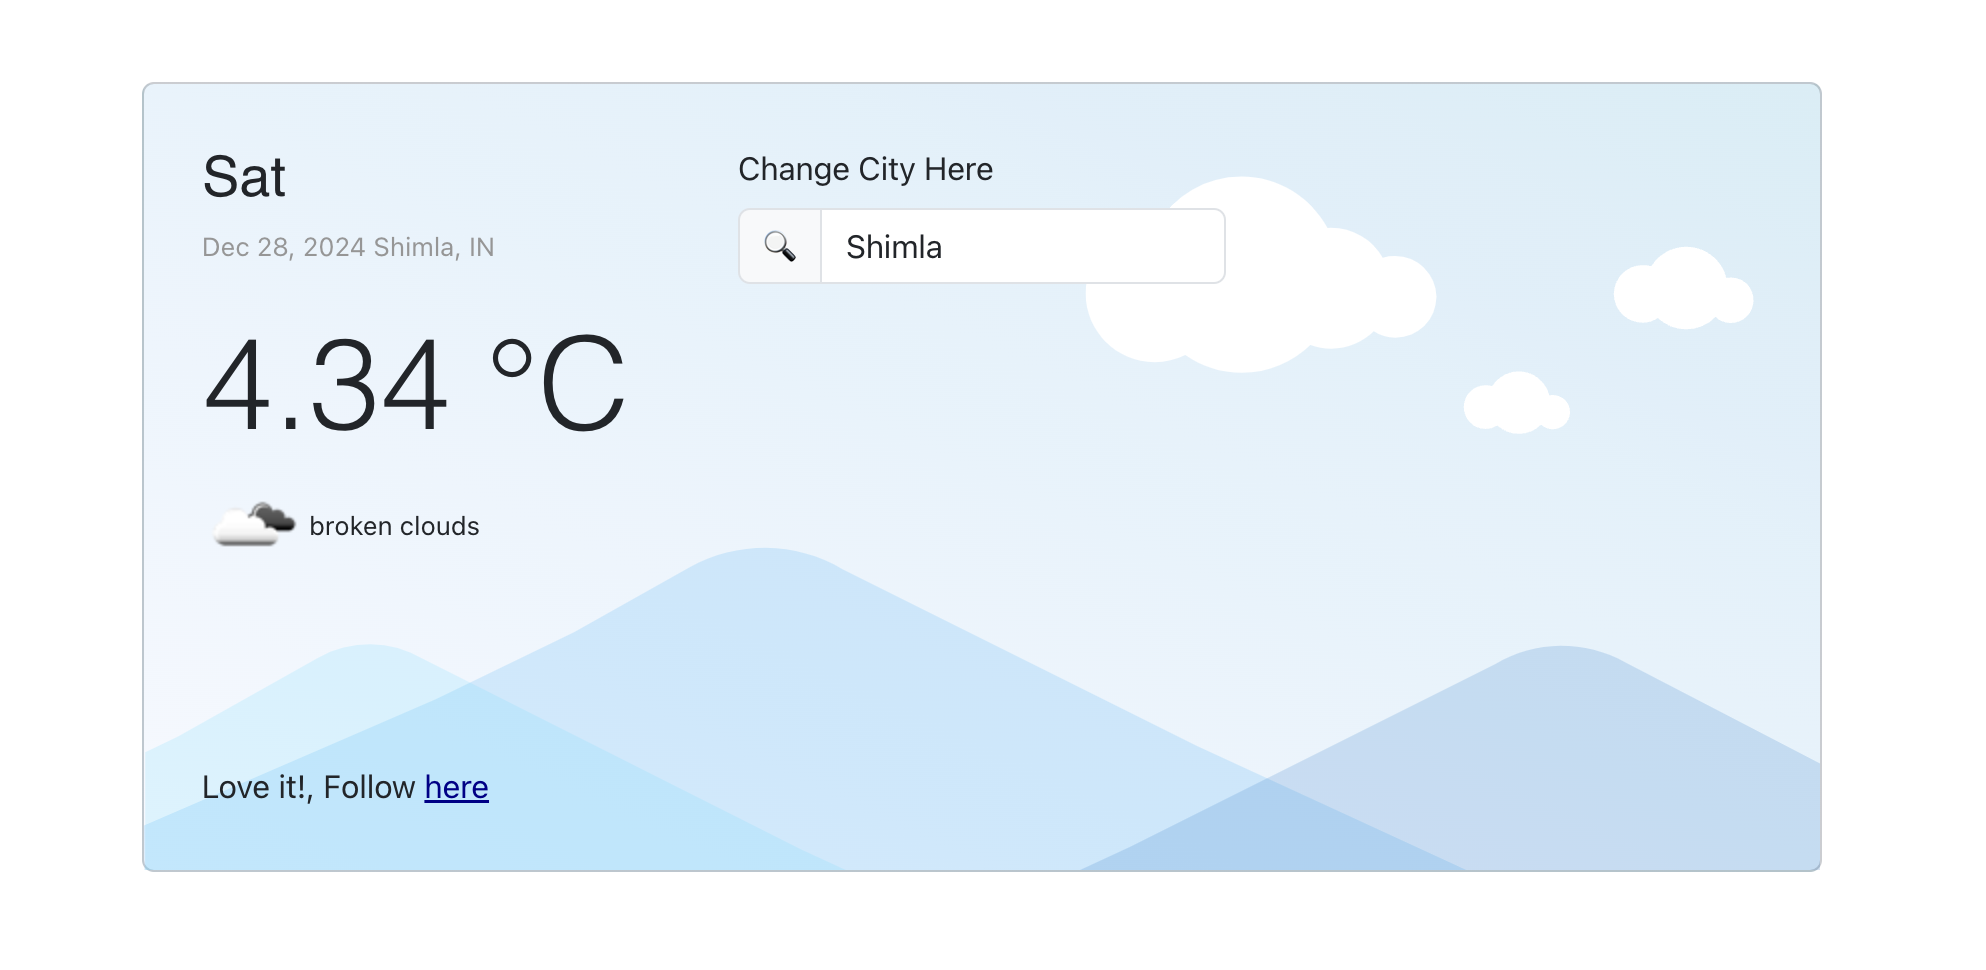 Sat
Dec 28, 2024 Shimla, IN
4.34 °C
broken clouds
Change City Here
Shimla
Love it!, Follow here